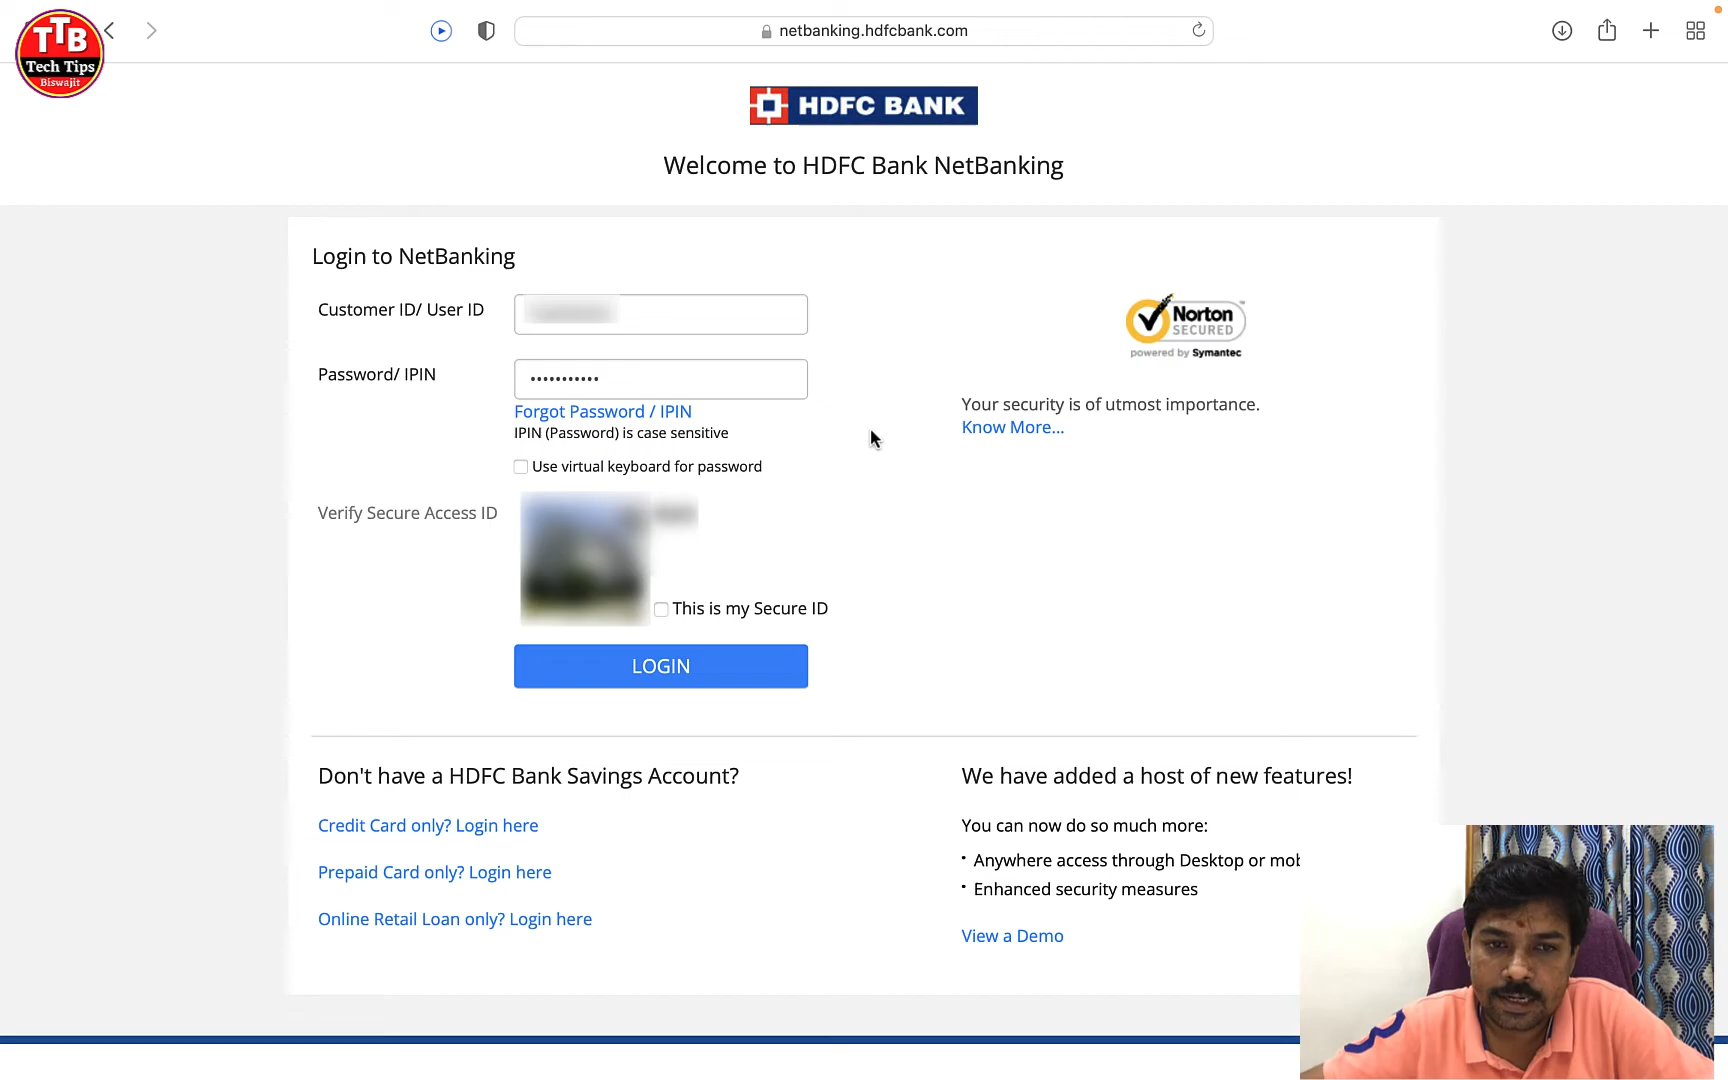 TTB
Tech Tips
Biswajit
netbanking.hdfcbank.com
HDFC BANK
Welcome to HDFC Bank NetBanking
Login to NetBanking
Customer ID/ User ID
Password/ IPIN
•••••••••••
Forgot Password / IPIN
IPIN (Password) is case sensitive
Use virtual keyboard for password
Verify Secure Access ID
This is my Secure ID
LOGIN
Norton
SECURED
powered by Symantec
Your security is of utmost importance.
Know More...
Don't have a HDFC Bank Savings Account?
Credit Card only? Login here
Prepaid Card only? Login here
Online Retail Loan only? Login here
We have added a host of new features!
You can now do so much more:
• Anywhere access through Desktop or mob
• Enhanced security measures
View a Demo